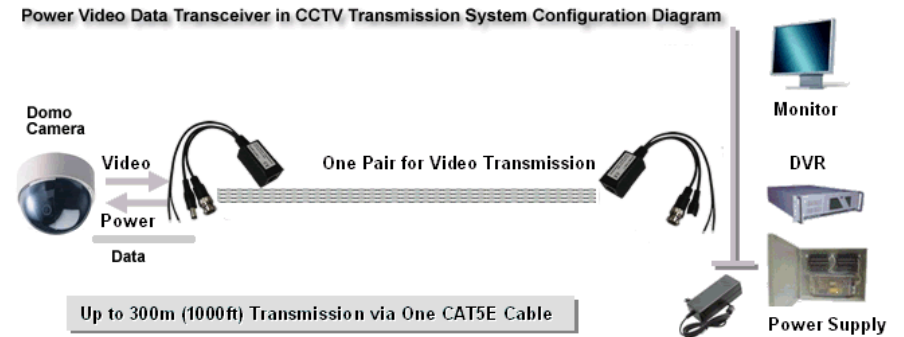 Power Video Data Transceiver in CCTV Transmission System Configuration Diagram
Domo
Camera
Video
Power
Data
One Pair for Video Transmission
Monitor
DVR
Power Supply
Up to 300m (1000ft) Transmission via One CAT5E Cable